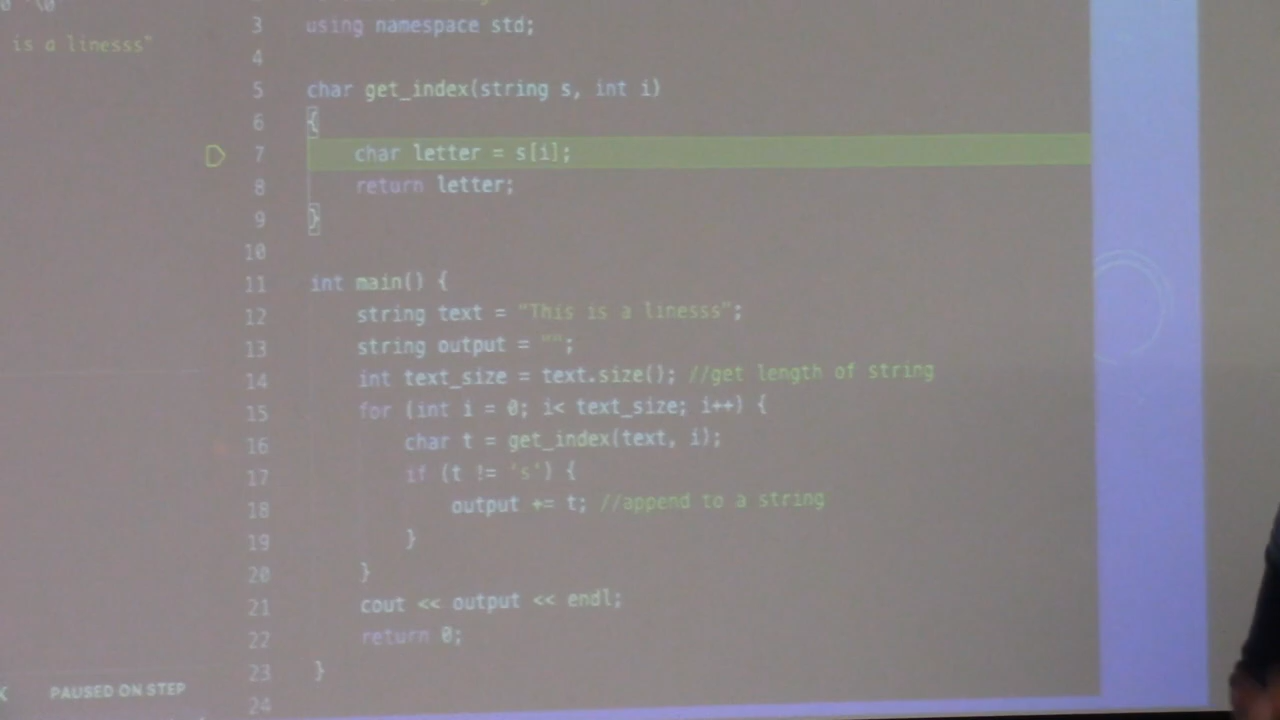 is a linesss"
3 using namespace std;
4
5 char get_index(string s, int i)
6 {
7 char letter = s[i];
8 return letter;
9 }
10
11 int main() {
12 string text = "This is a linesss";
13 string output = "";
14 int text_size = text.size(); //get length of string
15 for (int i = 0; i< text_size; i++) {
16 char t = get_index(text, i);
17 if (t != 's') {
18 output += t; //append to a string
19 }
20 }
21 cout << output << endl;
22 return 0;
23 }
24
PAUSED ON STEP